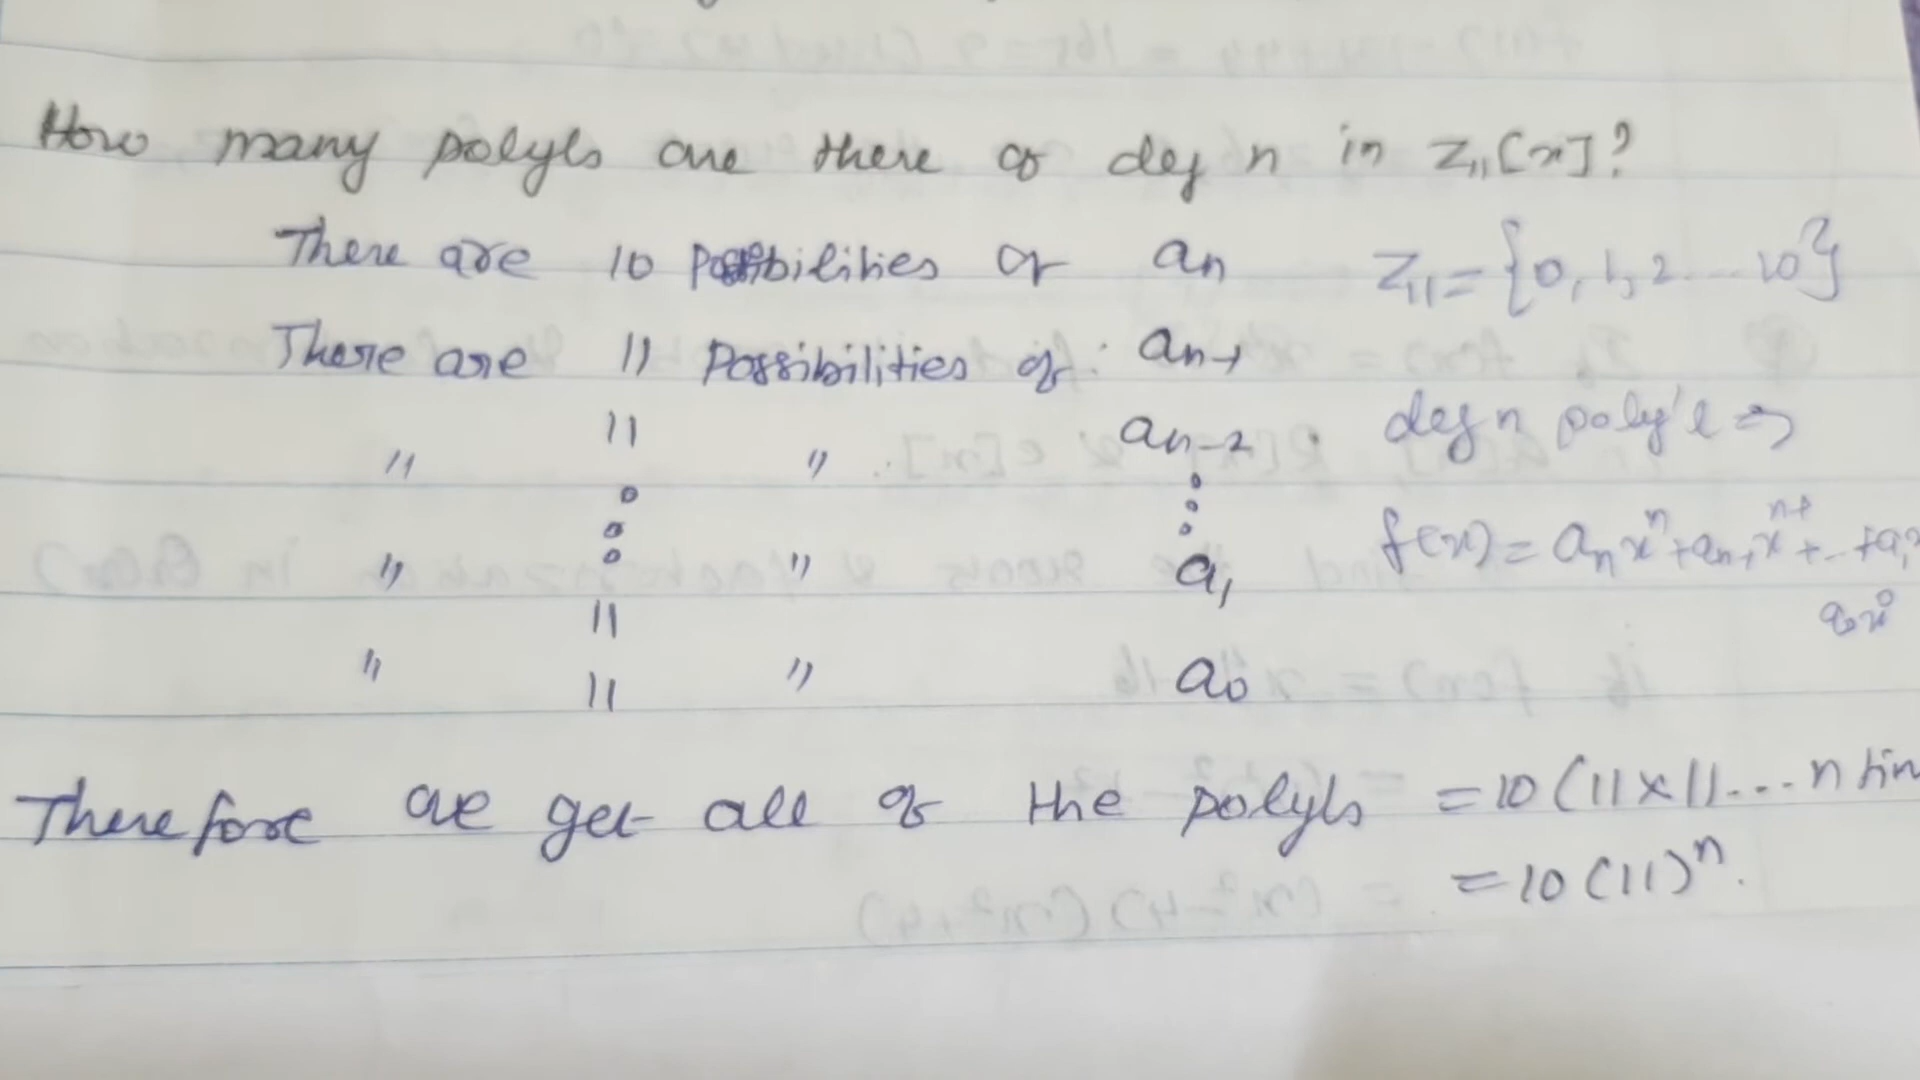 How many polyls are there of deg n in Z₁₁[x]?
There are 10 possibilities of aₙ Z₁₁ = {0, 1, 2 ... 10}
There are 11 Possibilities of : aₙ₋₁
deg n poly'l ⇒
" 11 " aₙ₋₂
f(x) = aₙxⁿ + aₙ₋₁xⁿ⁻¹ + .. + a₁x
" " a₁
a₀x⁰
11
" 11 " a₀
Therefore we get all of the polyls = 10 (11 x 11 ... n tim
= 10 (11)ⁿ.